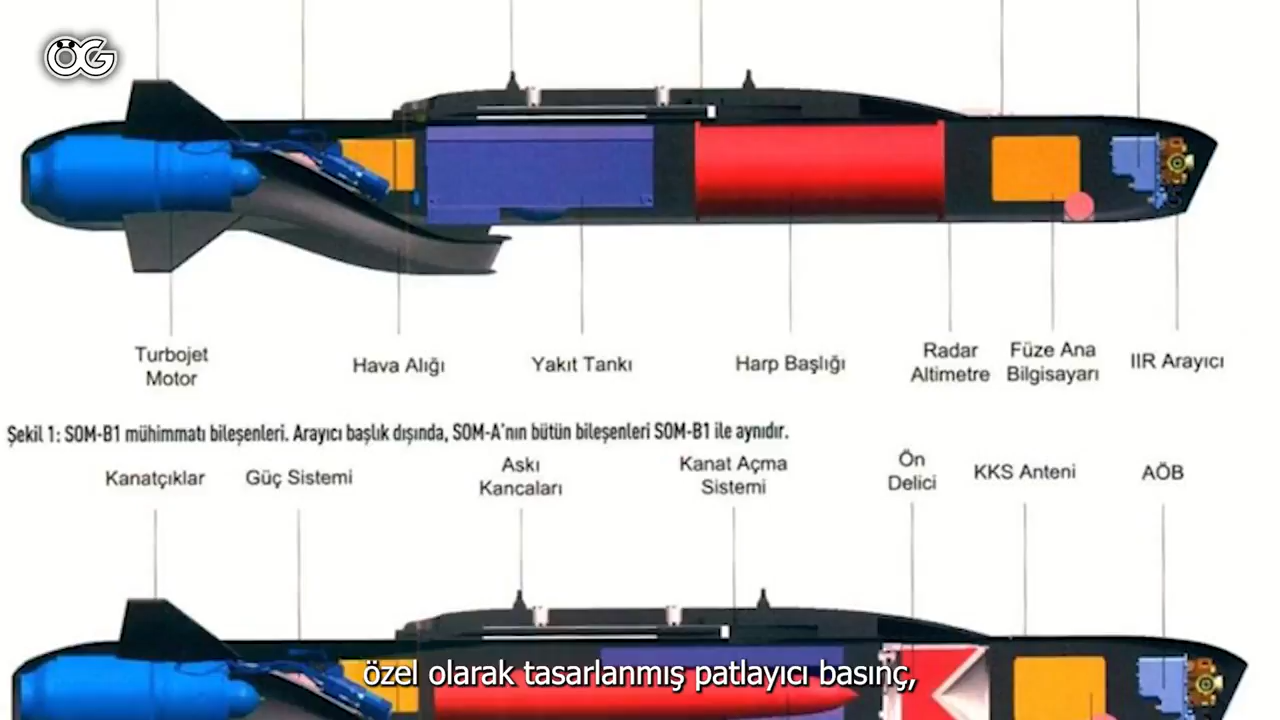 ÖG
Turbojet
Motor
Hava Alığı
Yakıt Tankı
Harp Başlığı
Radar
Altimetre
Füze Ana
Bilgisayarı
IIR Arayıcı
Şekil 1: SOM-B1 mühimmatı bileşenleri. Arayıcı başlık dışında, SOM-A'nın bütün bileşenleri SOM-B1 ile aynıdır.
Kanatçıklar
Güç Sistemi
Askı
Kancaları
Kanat Açma
Sistemi
Ön
Delici
KKS Anteni
AÖB
özel olarak tasarlanmış patlayıcı basınç,